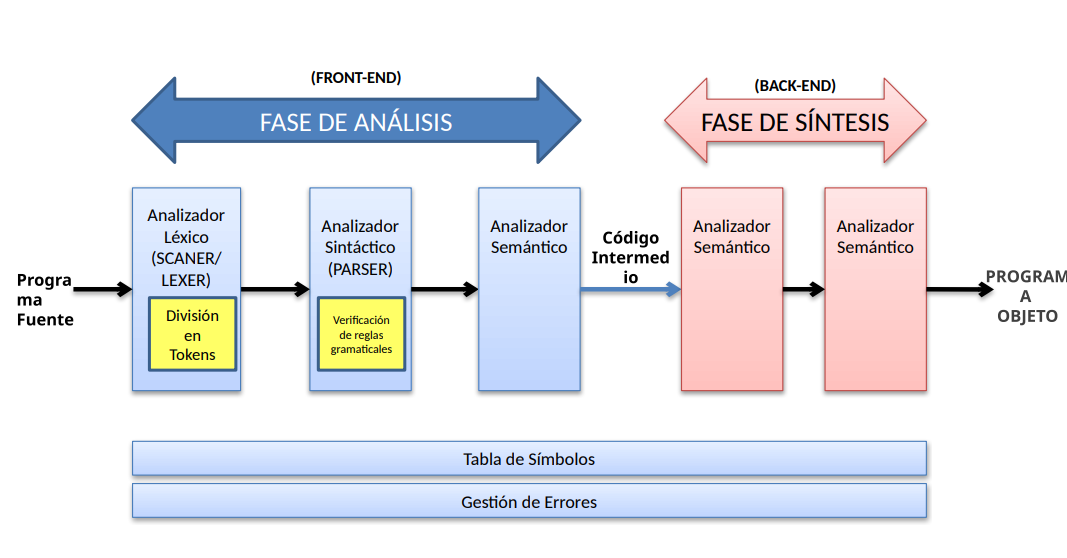 (FRONT-END)
(BACK-END)
FASE DE ANÁLISIS
FASE DE SÍNTESIS
Analizador
Léxico
(SCANER/
LEXER)
División
en
Tokens
Analizador
Sintáctico
(PARSER)
Verificación
de reglas
gramaticales
Analizador
Semántico
Código
Intermed
io
Analizador
Semántico
Analizador
Semántico
Progra
ma
Fuente
PROGRAM
A
OBJETO
Tabla de Símbolos
Gestión de Errores